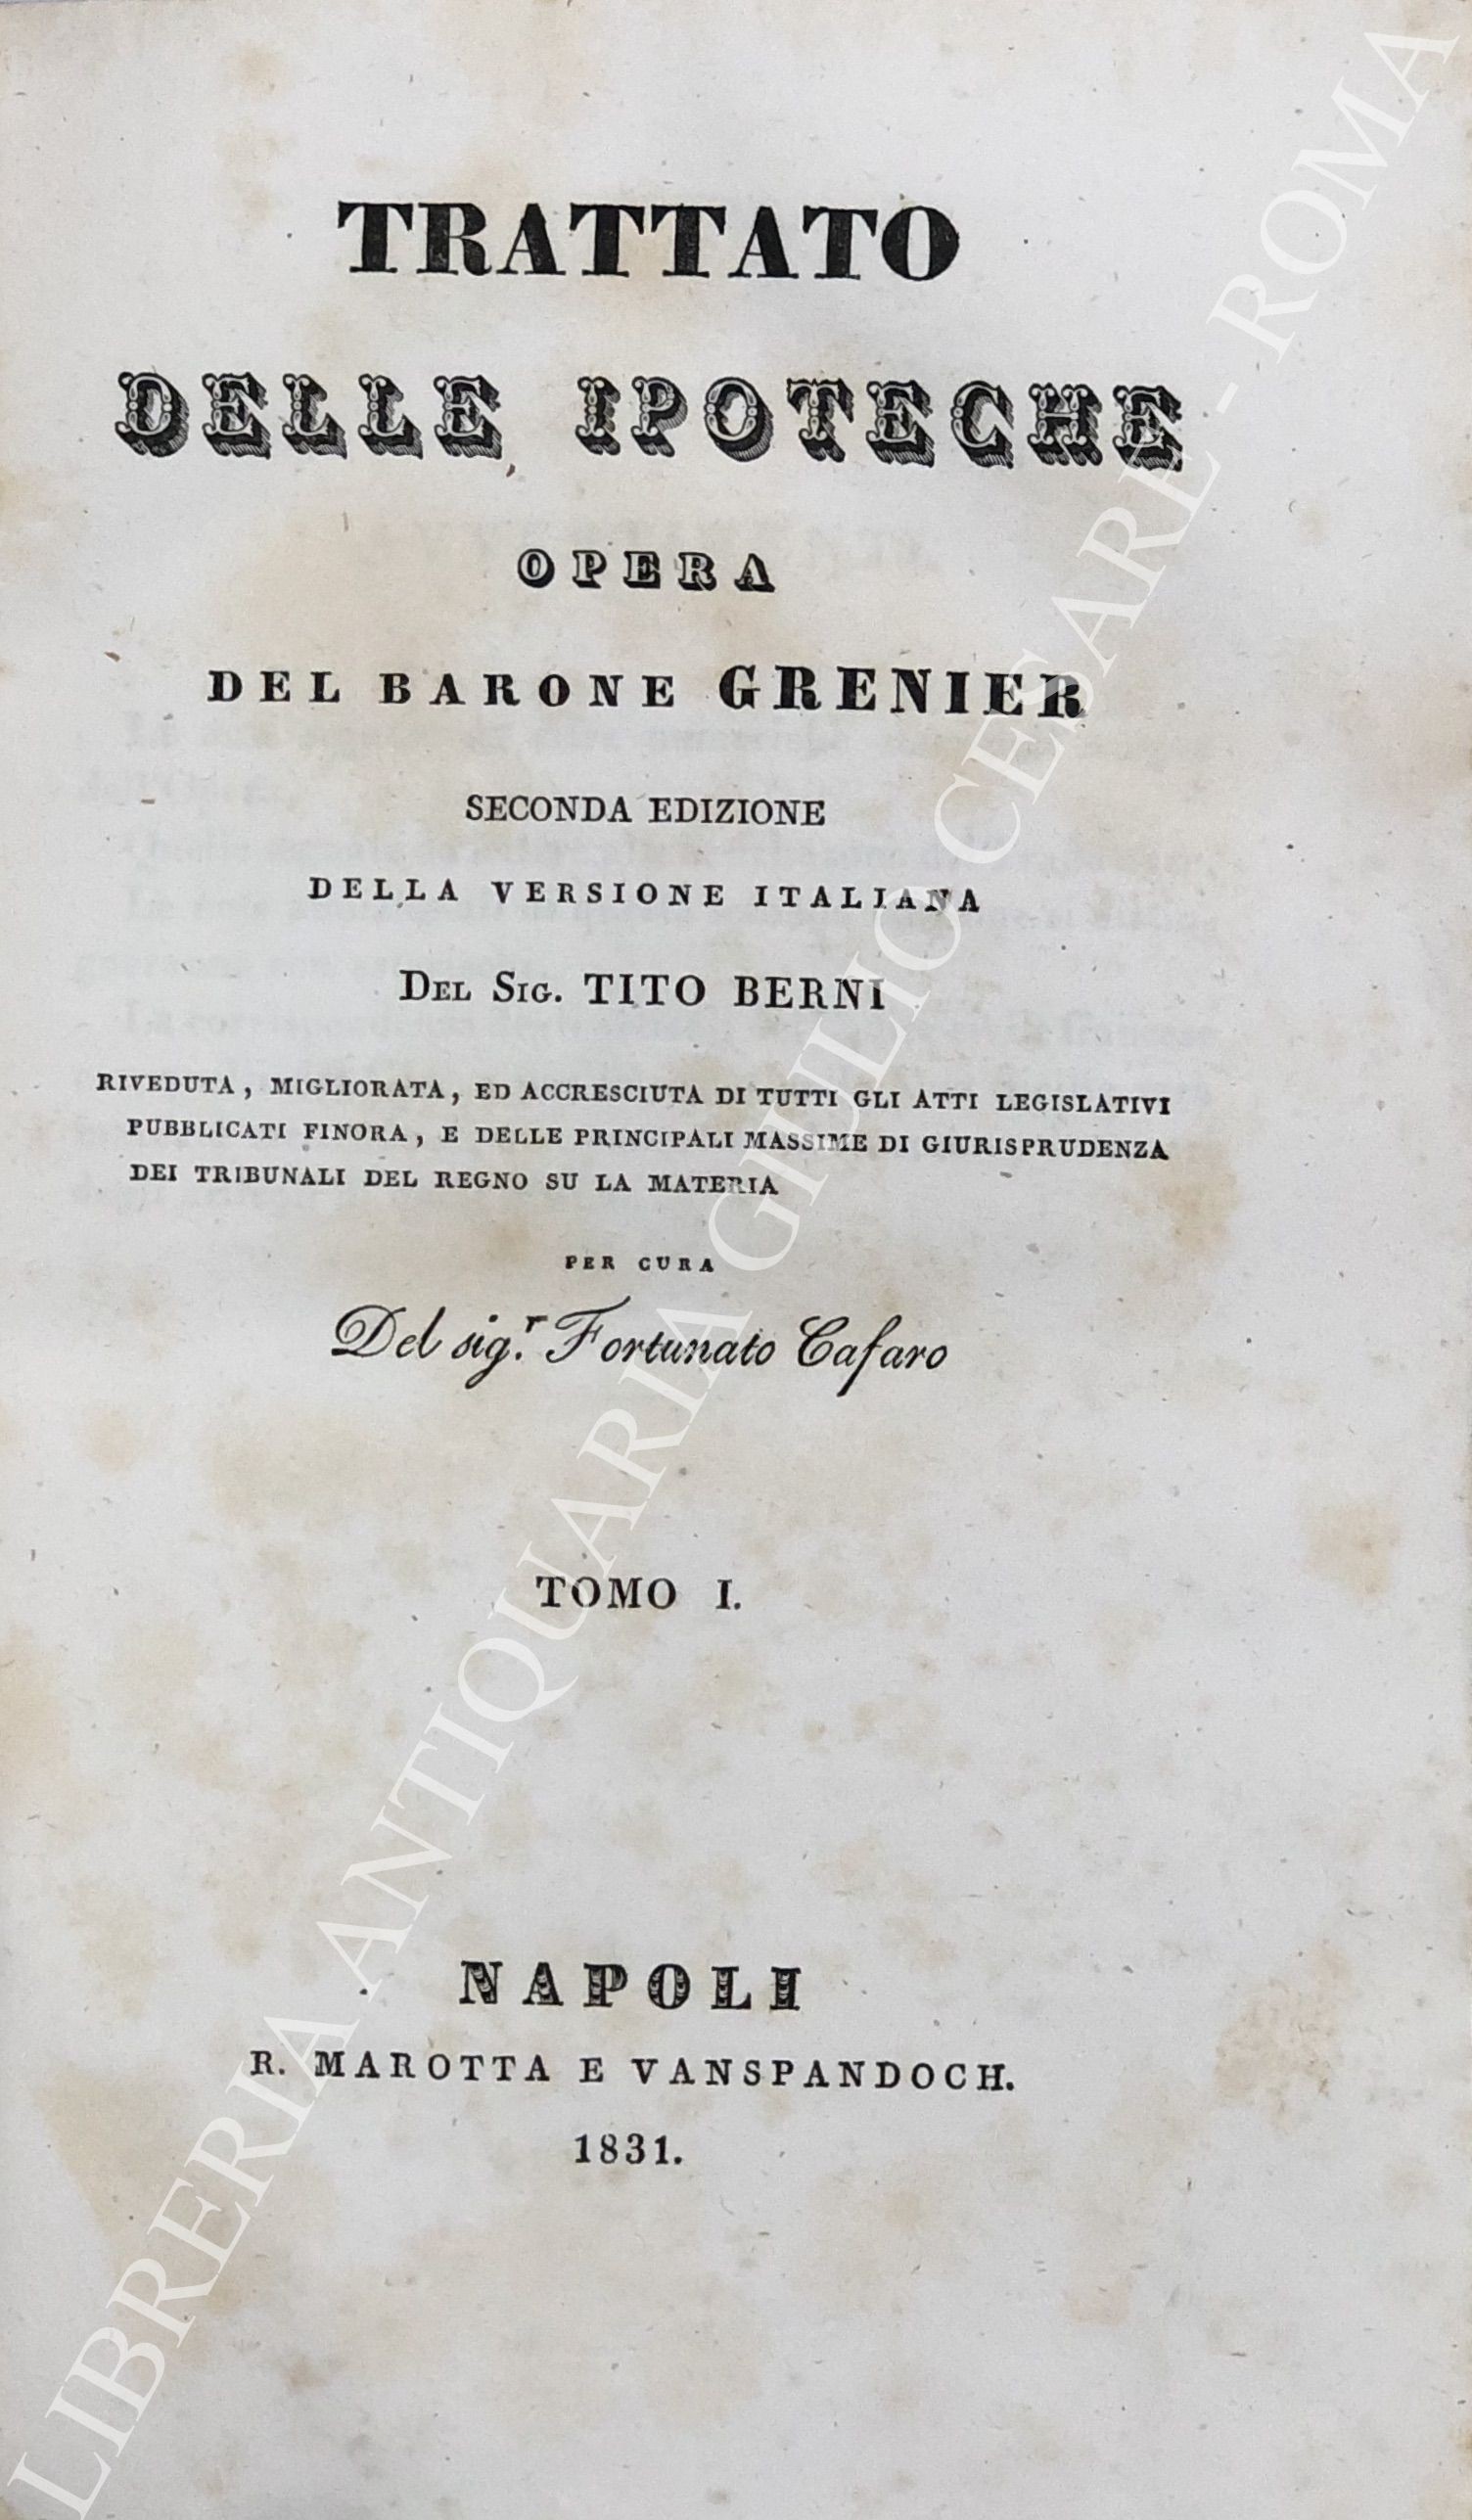 TRATTATO
DELLE IPOTECHE
OPERA
DEL BARONE GRENIER
SECONDA EDIZIONE
DELLA VERSIONE ITALIANA
DEL SIG. TITO BERNI
RIVEDUTA, MIGLIORATA, ED ACCRESCIUTA DI TUTTI GLI ATTI LEGISLATIVI
PUBBLICATI FINORA, E DELLE PRINCIPALI MASSIME DI GIURISPRUDENZA
DEI TRIBUNALI DEL REGNO SU LA MATERIA
PER CURA
Del sig.r Fortunato Cafaro
TOMO I.
NAPOLI
R. MAROTTA E VANSPANDOCH.
1831.
LIBRERIA ANTIQUARIA GIULIO CESARE - ROMA